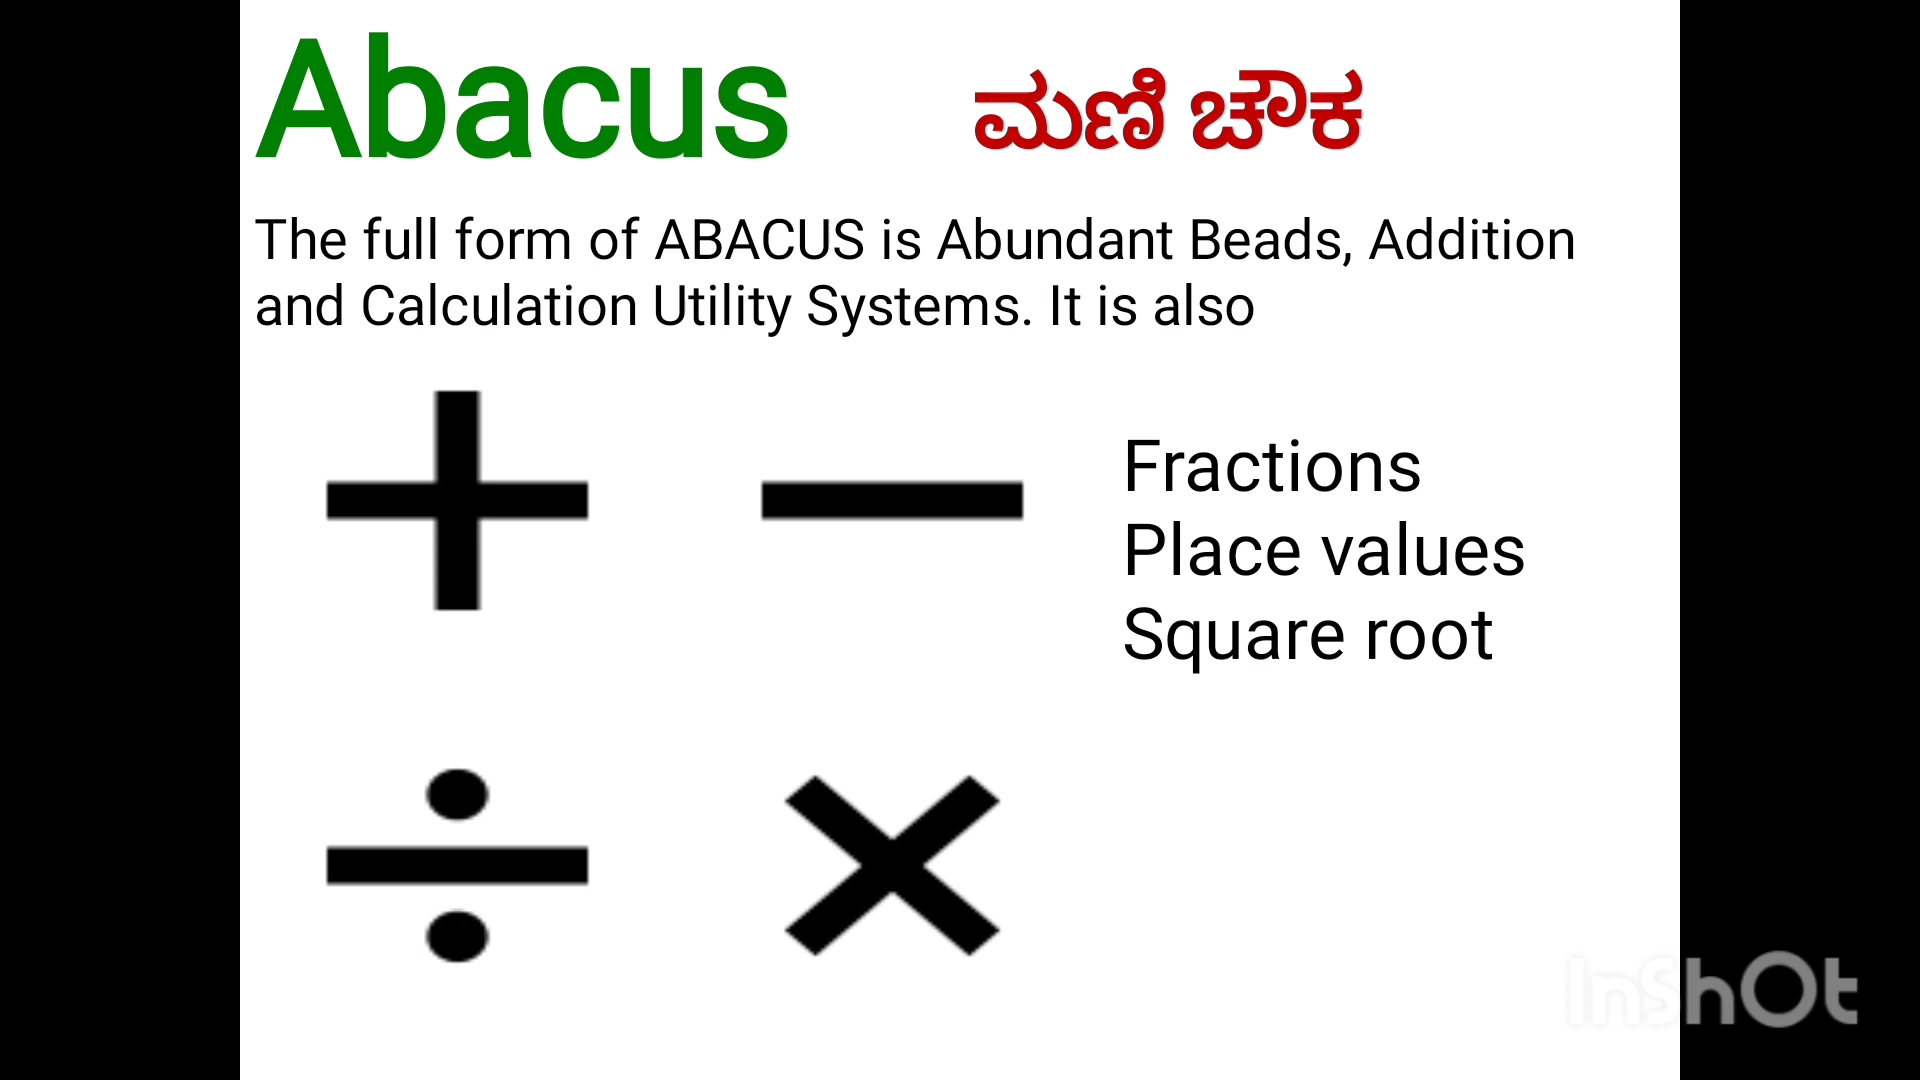 Abacus ಮಣಿ ಚೌಕ
The full form of ABACUS is Abundant Beads, Addition
and Calculation Utility Systems. It is also
+ −
Fractions
Place values
Square root
÷ ×
InShOt